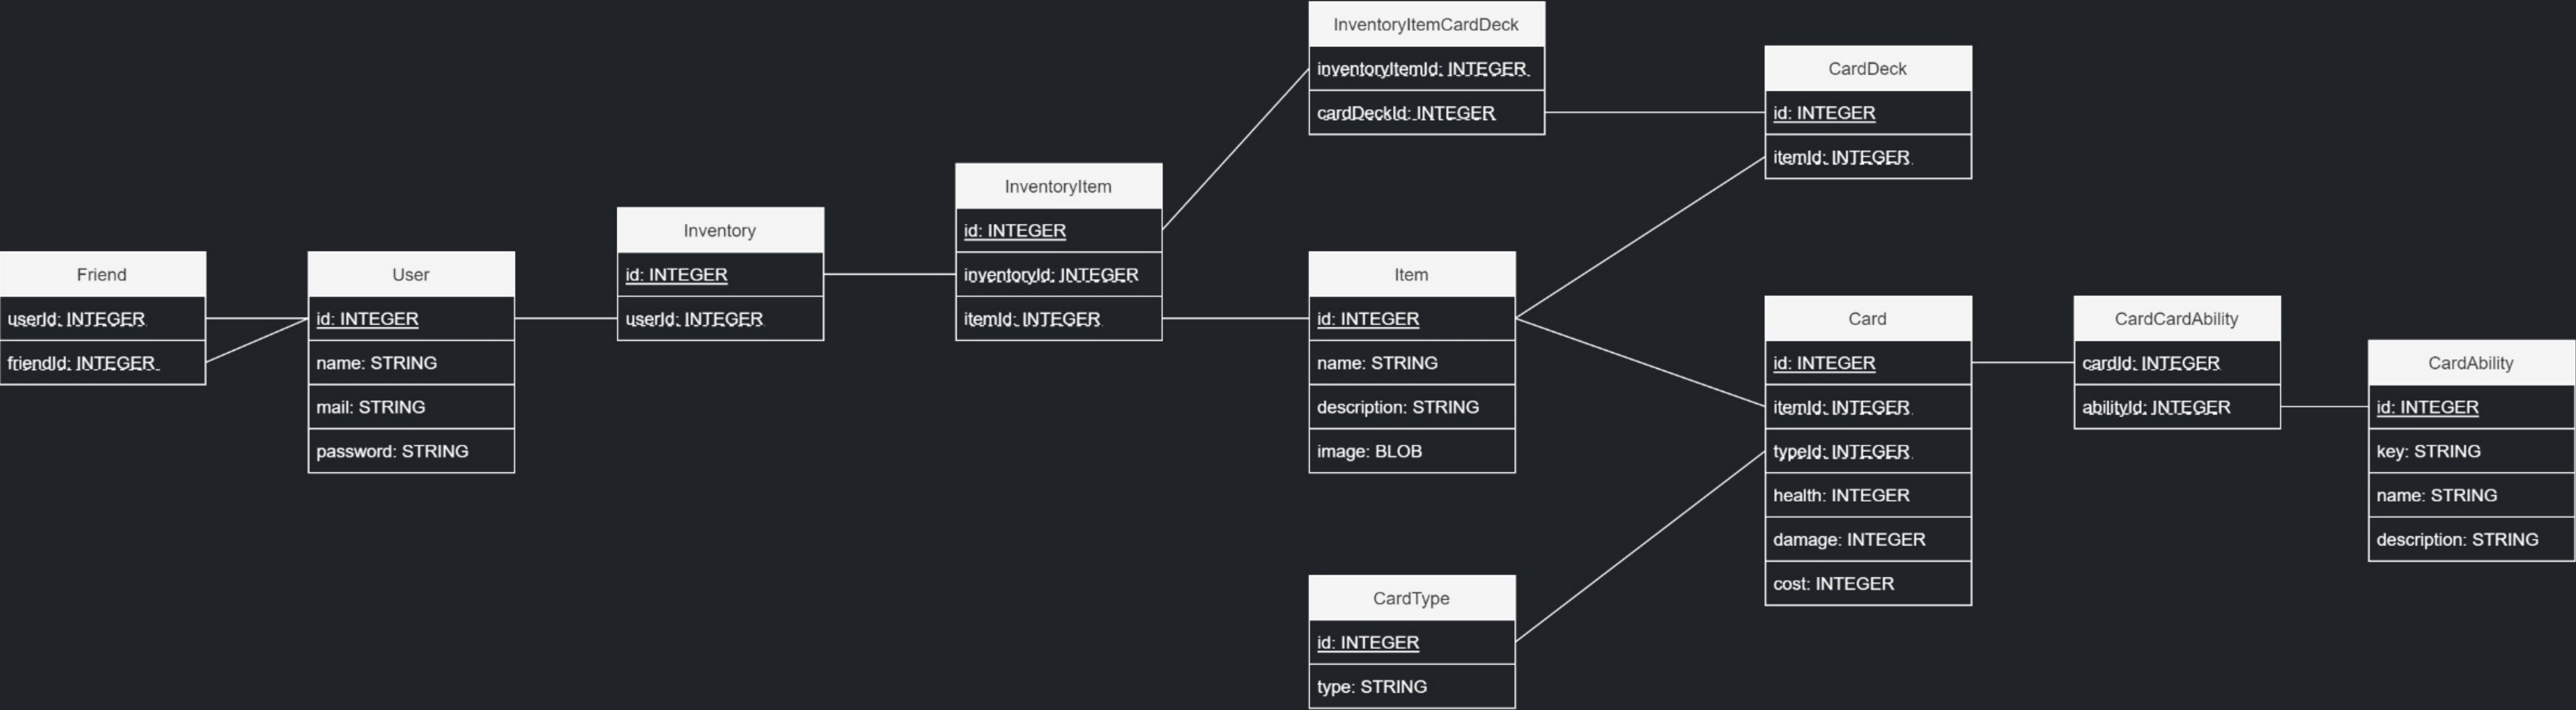 Friend
userId: INTEGER
friendId: INTEGER
User
id: INTEGER
name: STRING
mail: STRING
password: STRING
Inventory
id: INTEGER
userId: INTEGER
InventoryItem
id: INTEGER
inventoryId: INTEGER
itemId: INTEGER
InventoryItemCardDeck
inventoryItemId: INTEGER
cardDeckId: INTEGER
Item
id: INTEGER
name: STRING
description: STRING
image: BLOB
CardType
id: INTEGER
type: STRING
CardDeck
id: INTEGER
itemId: INTEGER
Card
id: INTEGER
itemId: INTEGER
typeId: INTEGER
health: INTEGER
damage: INTEGER
cost: INTEGER
CardCardAbility
cardId: INTEGER
abilityId: INTEGER
CardAbility
id: INTEGER
key: STRING
name: STRING
description: STRING